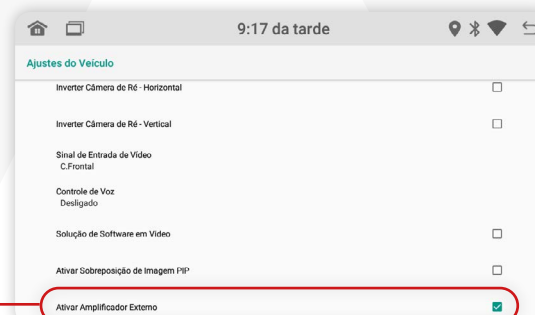 9:17 da tarde
Ajustes do Veículo
Inverter Câmera de Ré - Horizontal
Inverter Câmera de Ré - Vertical
Sinal de Entrada de Vídeo
C.Frontal
Controle de Voz
Desligado
Solução de Software em Vídeo
Ativar Sobreposição de Imagem PIP
Ativar Amplificador Externo